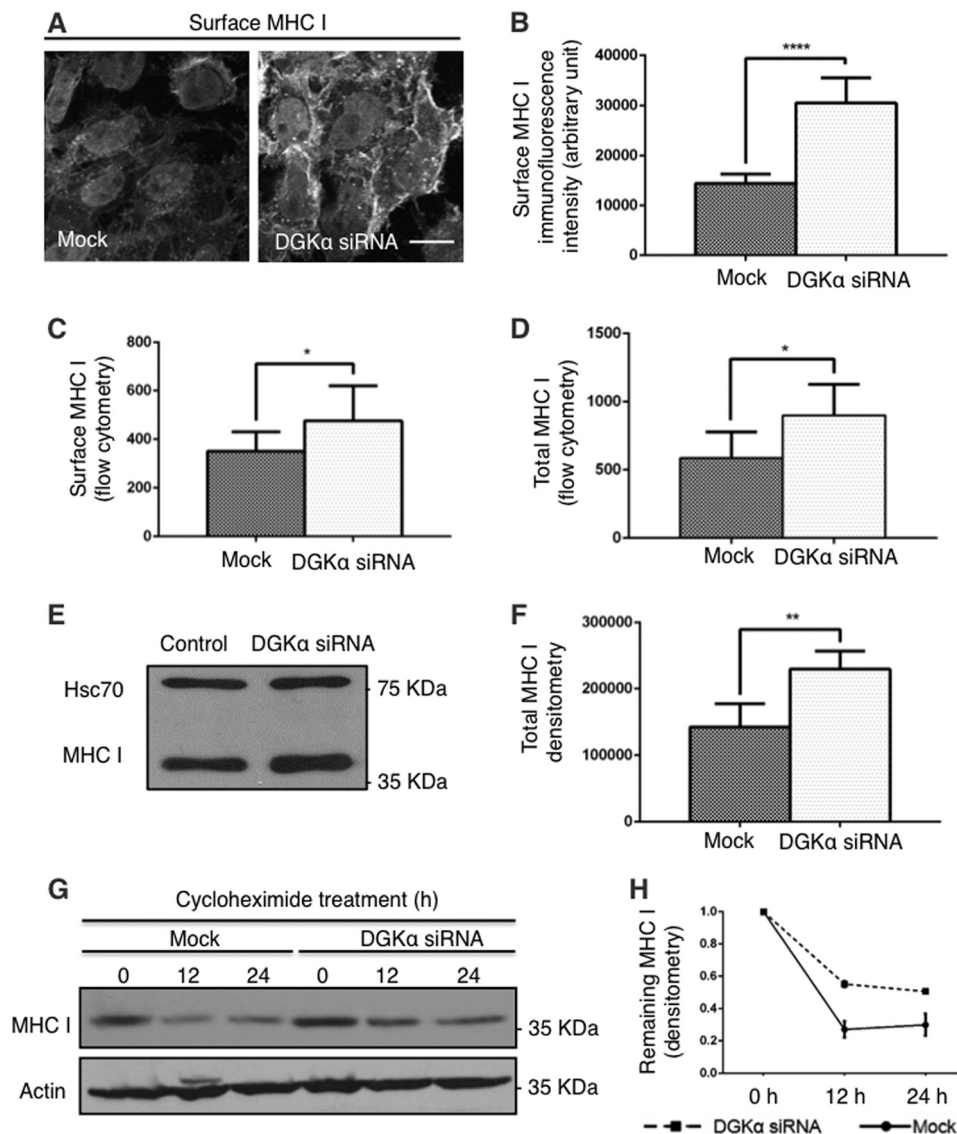 A
Surface MHC I
Mock
DGKα siRNA
B
Surface MHC I
immunofluorescence
intensity (arbitrary unit)
40000
30000
20000
10000
0
****
Mock
DGKα siRNA
C
Surface MHC I
(flow cytometry)
800
600
400
200
0
*
Mock
DGKα siRNA
D
Total MHC I
(flow cytometry)
1500
1000
500
0
*
Mock
DGKα siRNA
E
Control DGKα siRNA
Hsc70
75 KDa
MHC I
35 KDa
F
Total MHC I
densitometry
300000
200000
100000
0
**
Mock
DGKα siRNA
G
Cycloheximide treatment (h)
Mock DGKα siRNA
0 12 24 0 12 24
MHC I
35 KDa
Actin
35 KDa
H
Remaining MHC I
(densitometry)
1.0
0.8
0.6
0.4
0.2
0.0
0 h 12 h 24 h
DGKα siRNA Mock